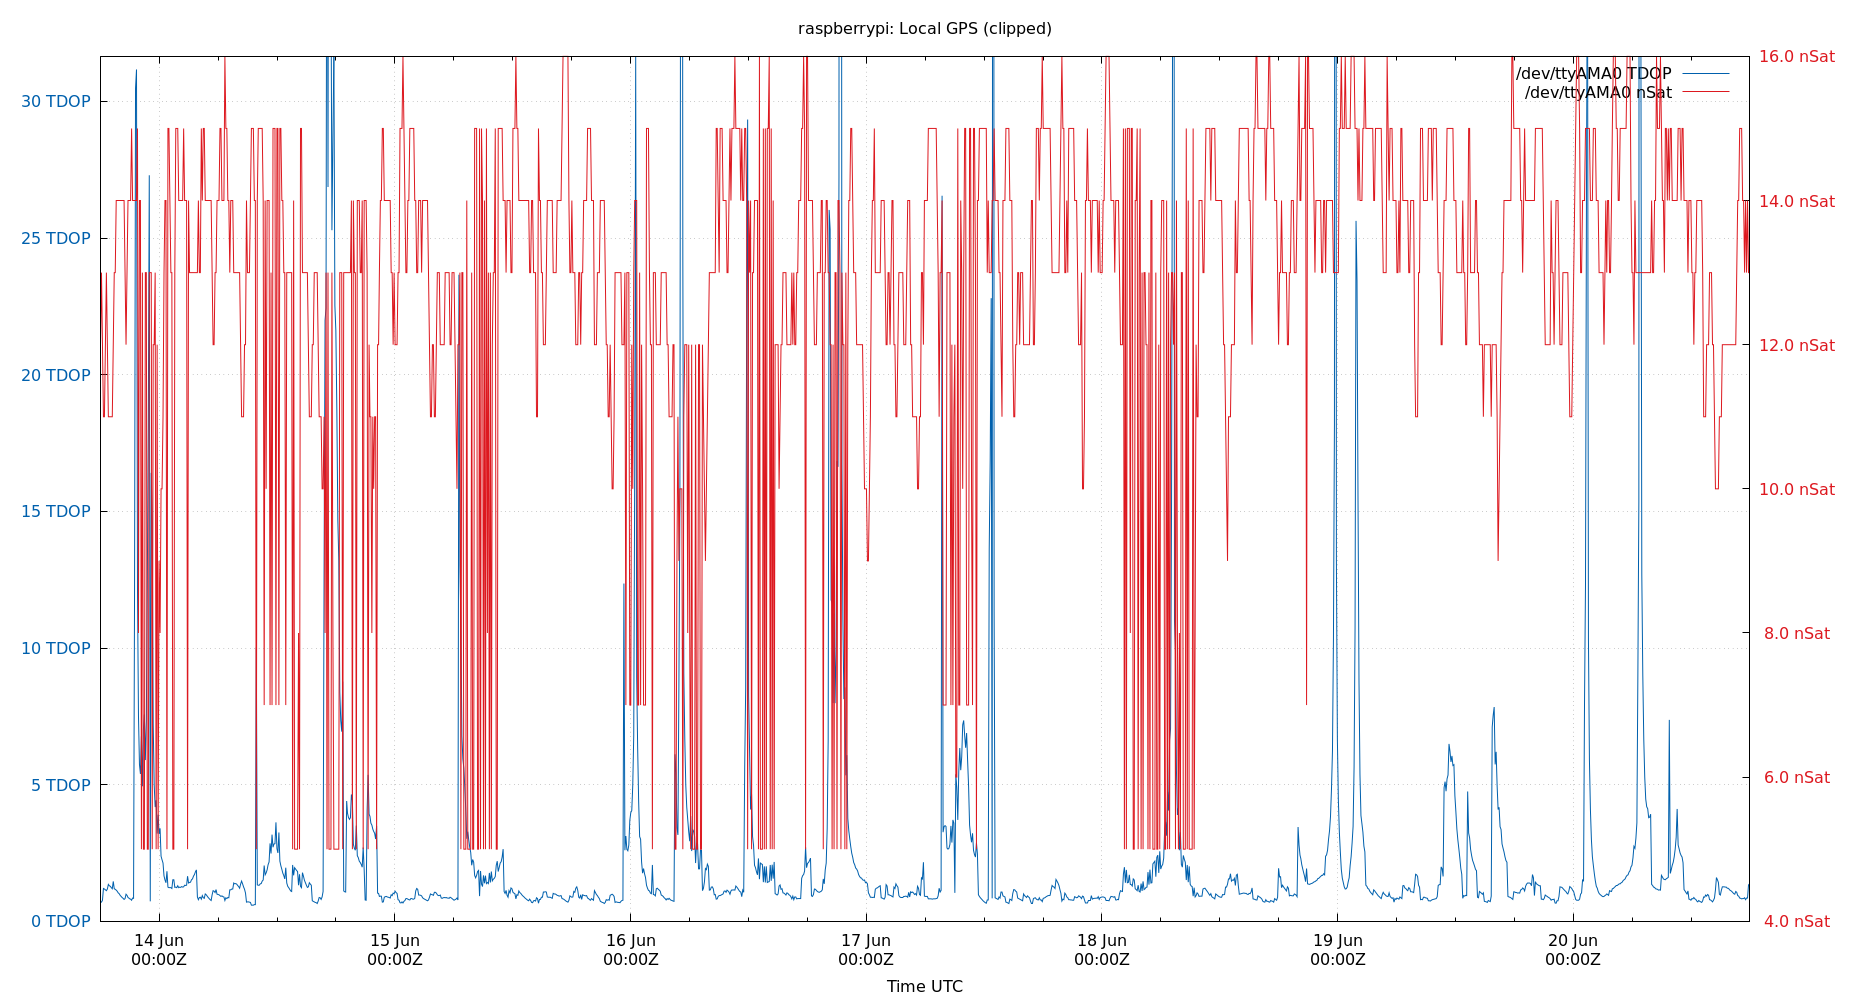 raspberrypi: Local GPS (clipped)
/dev/ttyAMA0 TDOP
/dev/ttyAMA0 nSat
30 TDOP
25 TDOP
20 TDOP
15 TDOP
10 TDOP
5 TDOP
0 TDOP
16.0 nSat
14.0 nSat
12.0 nSat
10.0 nSat
8.0 nSat
6.0 nSat
4.0 nSat
14 Jun
00:00Z
15 Jun
00:00Z
16 Jun
00:00Z
17 Jun
00:00Z
18 Jun
00:00Z
19 Jun
00:00Z
20 Jun
00:00Z
Time UTC